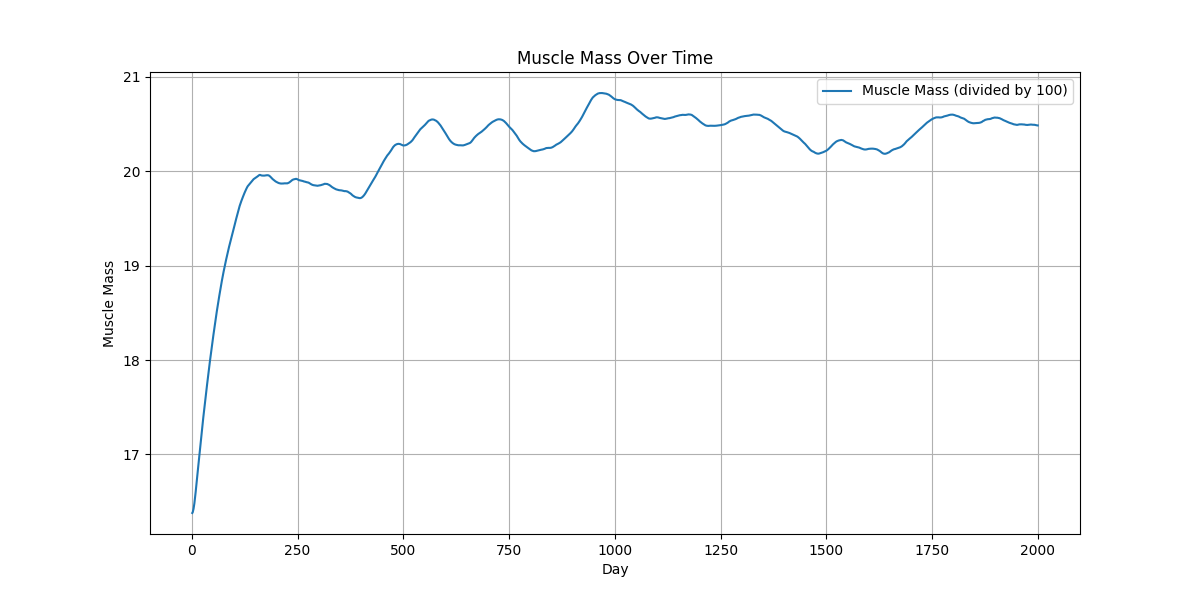 Muscle Mass Over Time
Muscle Mass (divided by 100)
21
20
19
18
17
Muscle Mass
0 250 500 750 1000 1250 1500 1750 2000
Day